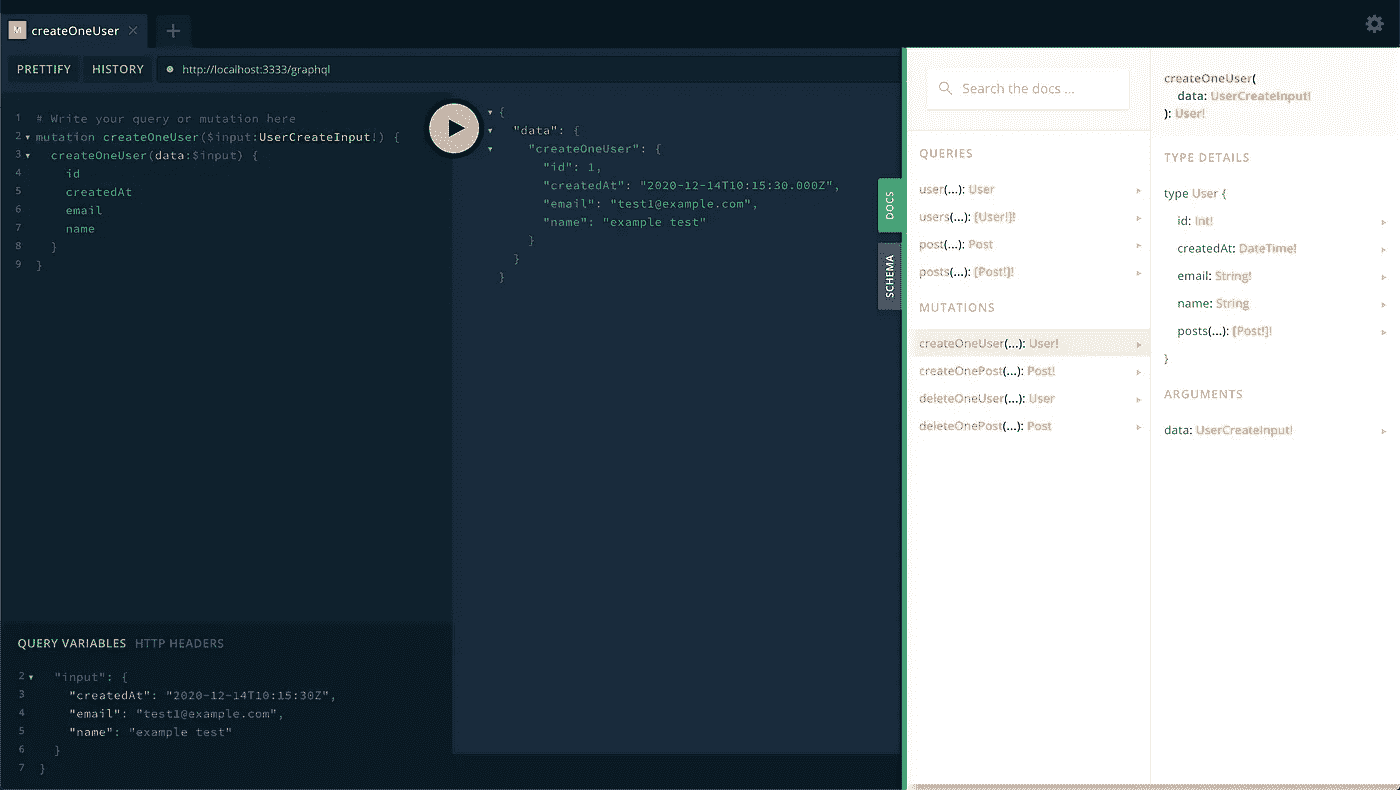 M createOneUser
PRETTIFY HISTORY http://localhost:3333/graphql
1 # Write your query or mutation here
2 mutation createOneUser($input:UserCreateInput!) {
3 createOneUser(data:$input) {
4 id
5 createdAt
6 email
7 name
8 }
9 }
QUERY VARIABLES HTTP HEADERS
2 "input": {
3 "createdAt": "2020-12-14T10:15:30Z",
4 "email": "test1@example.com",
5 "name": "example test"
6 }
7 }
{
"data": {
"createOneUser": {
"id": 1,
"createdAt": "2020-12-14T10:15:30.000Z",
"email": "test1@example.com",
"name": "example test"
}
}
}
DOCS
SCHEMA
Search the docs ...
QUERIES
user(...): User
users(...): [User!]!
post(...): Post
posts(...): [Post!]!
MUTATIONS
createOneUser(...): User!
createOnePost(...): Post!
deleteOneUser(...): User
deleteOnePost(...): Post
createOneUser(
data: UserCreateInput!
): User!
TYPE DETAILS
type User {
id: Int!
createdAt: DateTime!
email: String!
name: String
posts(...): [Post!]!
}
ARGUMENTS
data: UserCreateInput!